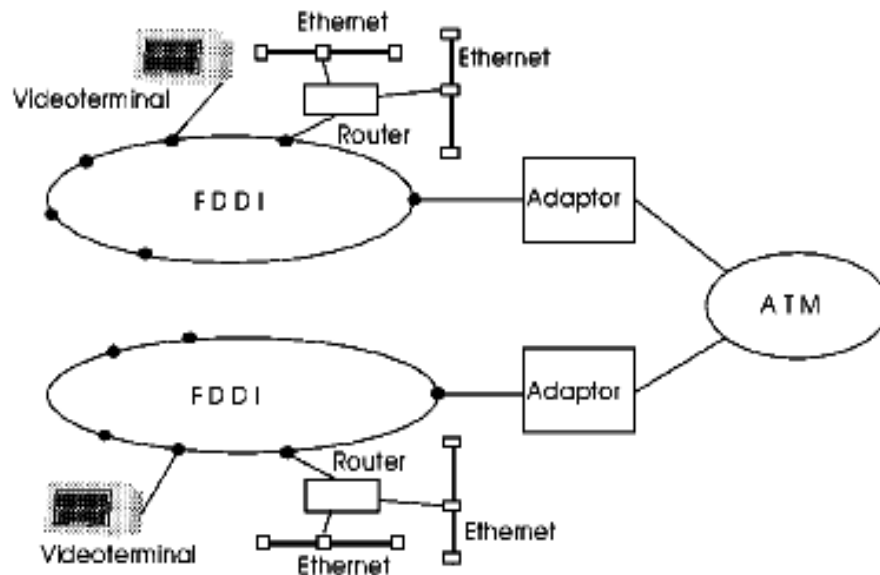 Ethernet
Ethernet
Videoterminal
Router
FDDI
Adaptor
ATM
FDDI
Adaptor
Router
Ethernet
Videoterminal
Ethernet